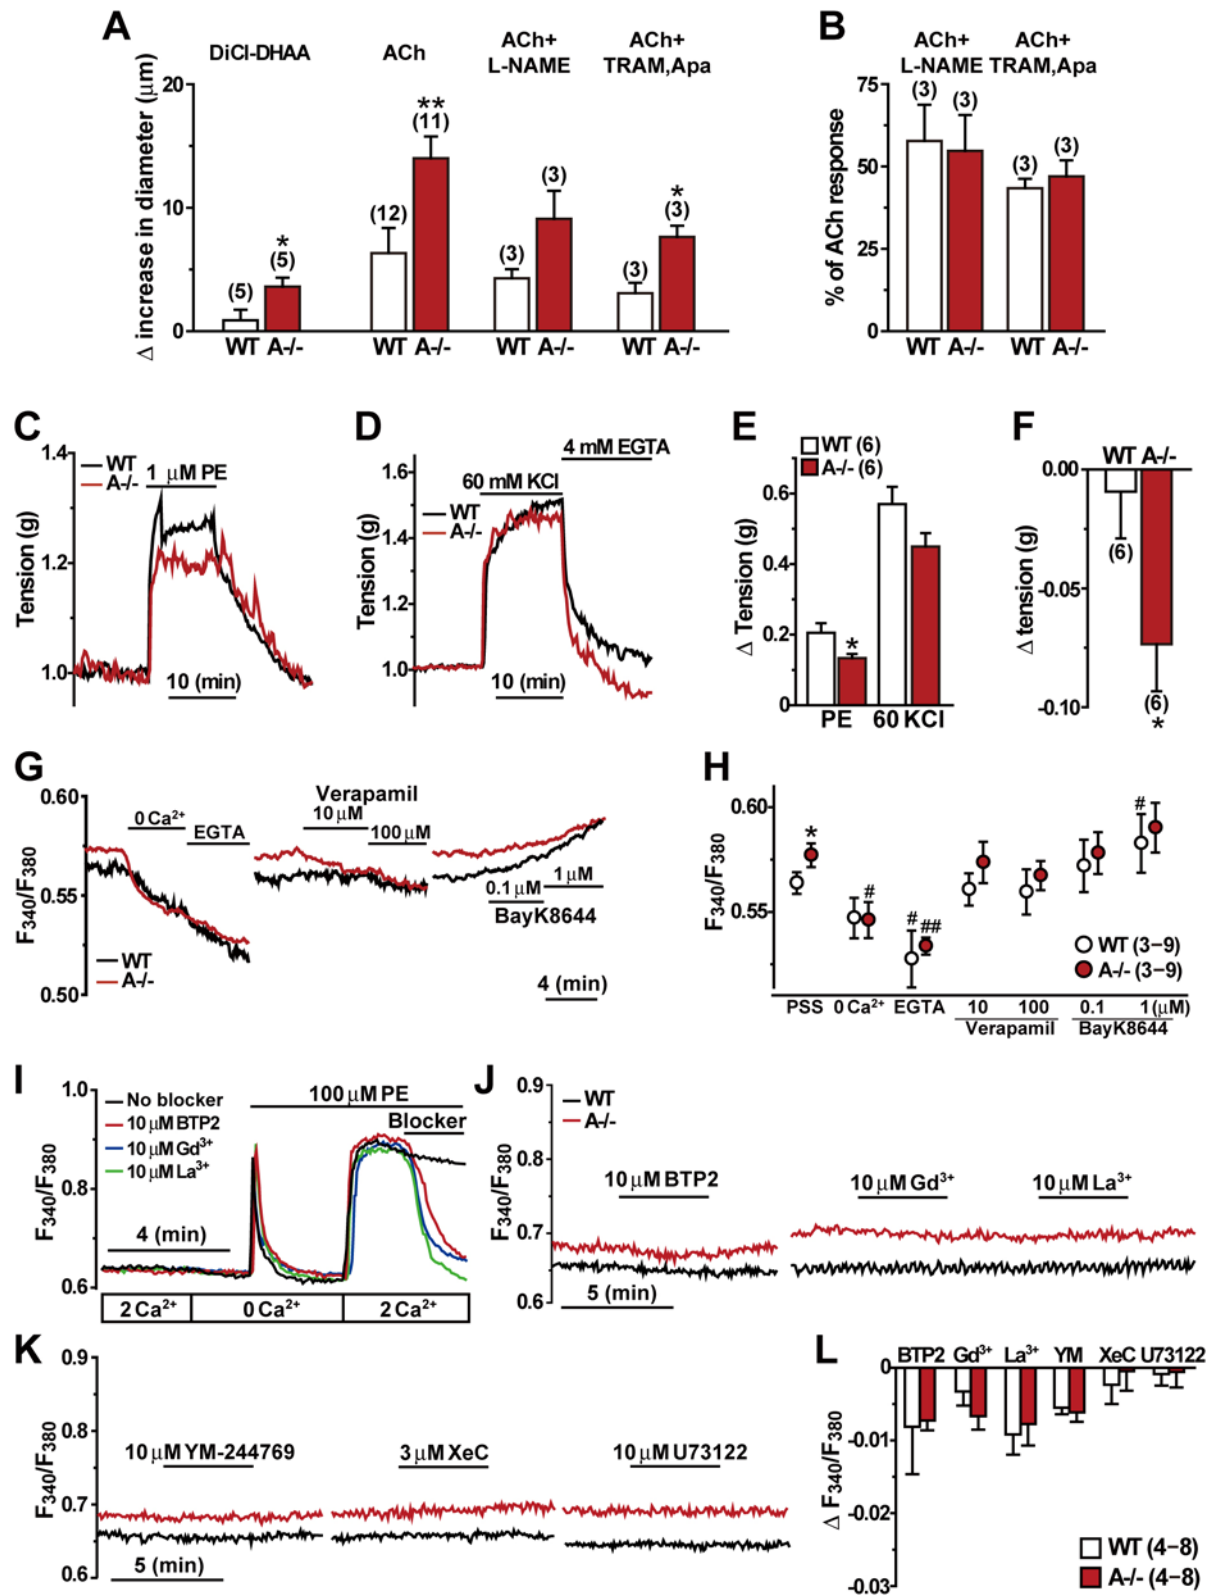 A
B
DiCl-DHAA ACh ACh+ ACh+
L-NAME TRAM,Apa
ACh+ ACh+
L-NAME TRAM,Apa
Δ increase in diameter (μm)
20
10
0
(5) * (5) (12) ** (11) (3) (3) (3) * (3)
WT A-/- WT A-/- WT A-/- WT A-/-
% of ACh response
75
50
25
0
(3) (3) (3) (3)
WT A-/- WT A-/-
C
Tension (g)
1.4
1.2
1.0
WT
A-/-
1 μM PE
10 (min)
D
Tension (g)
1.6
1.4
1.2
1.0
4 mM EGTA
60 mM KCl
WT
A-/-
10 (min)
E
WT (6)
A-/- (6)
Δ Tension (g)
0.6
0.4
0.2
0
*
PE 60 KCl
F
WT A-/-
Δ tension (g)
0.00
-0.05
-0.10
(6)
(6)
*
G
F340/F380
0.60
0.55
0.50
0 Ca2+
EGTA
Verapamil
10 μM
100 μM
1 μM
0.1 μM
BayK8644
WT
A-/-
4 (min)
H
F340/F380
0.60
0.55
* # # ## #
WT (3–9)
A-/- (3–9)
PSS 0 Ca2+ EGTA 10 100 0.1 1 (μM)
Verapamil BayK8644
I
F340/F380
1.0
0.8
0.6
No blocker
10 μM BTP2
10 μM Gd3+
10 μM La3+
100 μM PE
Blocker
4 (min)
2 Ca2+ 0 Ca2+ 2 Ca2+
J
F340/F380
0.9
0.8
0.7
0.6
WT
A-/-
10 μM BTP2 10 μM Gd3+ 10 μM La3+
5 (min)
K
F340/F380
0.9
0.8
0.7
0.6
10 μM YM-244769 3 μM XeC 10 μM U73122
5 (min)
L
BTP2 Gd3+ La3+ YM XeC U73122
Δ F340/F380
0
-0.01
-0.02
-0.03
WT (4–8)
A-/- (4–8)